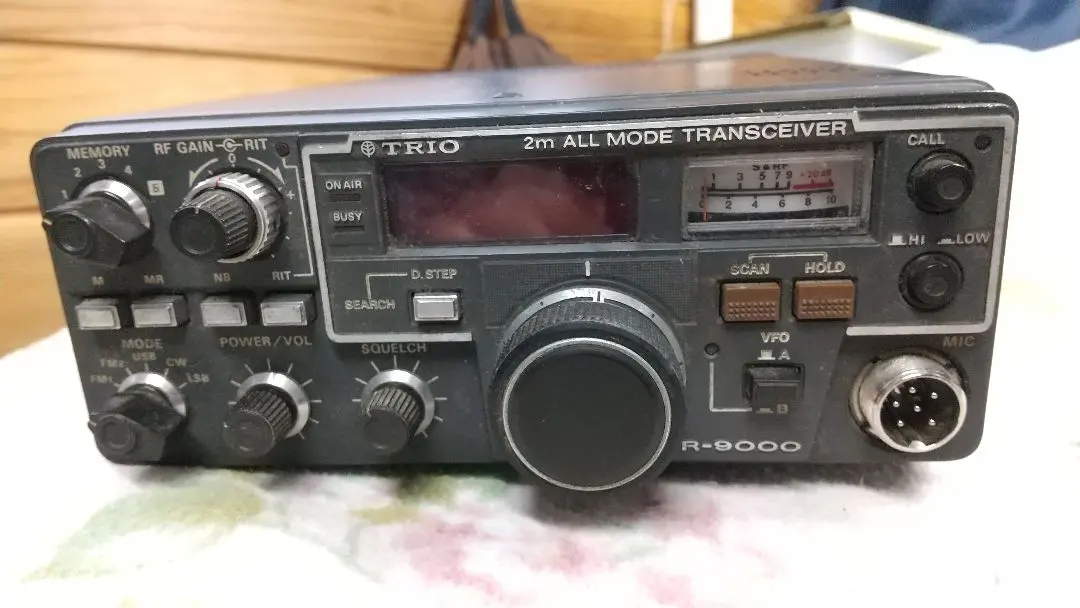 2m ALL MODE TRANSCEIVER
TRIO
MEMORY
RF GAIN RIT
1 2 3 4 5
0
+
ON AIR
BUSY
S & RF
1 3 5 7 9 +20dB
0 2 4 6 8 10
CALL
HI LOW
M MR NB RIT
D.STEP
SEARCH
SCAN HOLD
VFO
A
B
MIC
MODE
FM1 FM2 USB CW LSB
POWER/VOL
SQUELCH
R-9000